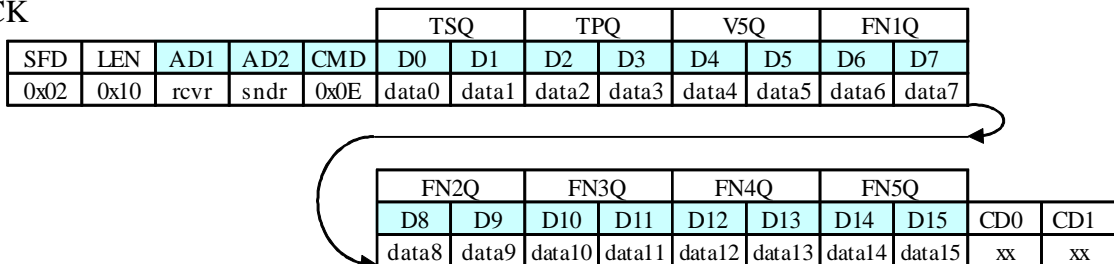 CK
TSQ TPQ V5Q FN1Q
SFD LEN AD1 AD2 CMD D0 D1 D2 D3 D4 D5 D6 D7
0x02 0x10 rcvr sndr 0x0E data0 data1 data2 data3 data4 data5 data6 data7
FN2Q FN3Q FN4Q FN5Q
D8 D9 D10 D11 D12 D13 D14 D15 CD0 CD1
data8 data9 data10 data11 data12 data13 data14 data15 xx xx